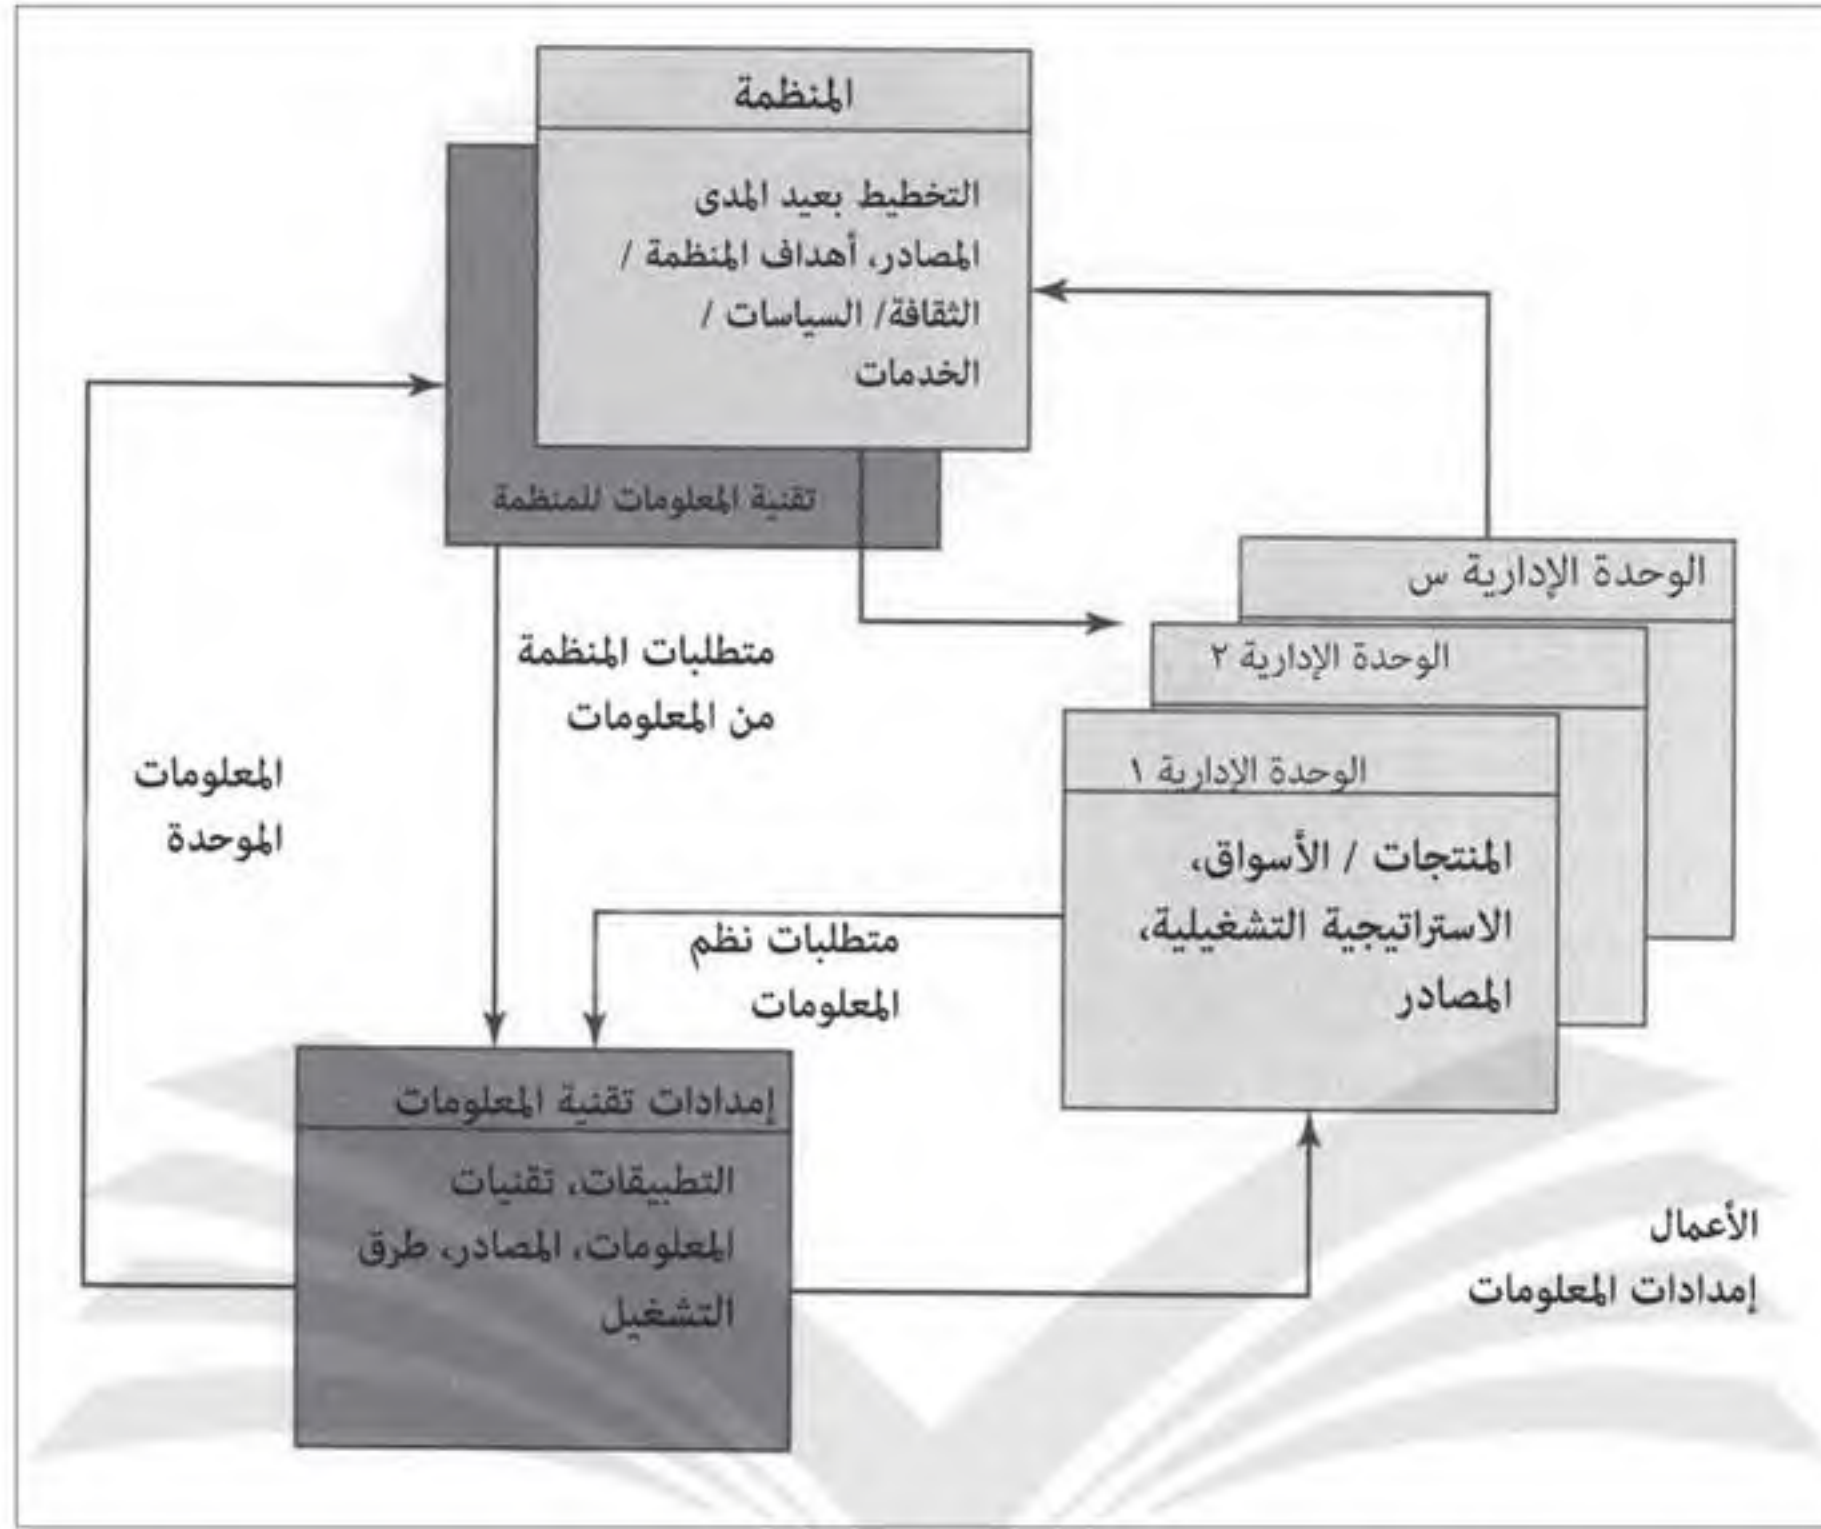 المنظمة
التخطيط بعيد المدى
المصادر، أهداف المنظمة /
الثقافة/ السياسات /
الخدمات
تقنية المعلومات للمنظمة
الوحدة الإدارية س
الوحدة الإدارية ٢
الوحدة الإدارية ١
المنتجات / الأسواق،
الاستراتيجية التشغيلية،
المصادر
متطلبات المنظمة
من المعلومات
المعلومات
الموحدة
متطلبات نظم
المعلومات
إمدادات تقنية المعلومات
التطبيقات، تقنيات
المعلومات، المصادر، طرق
التشغيل
الأعمال
إمدادات المعلومات